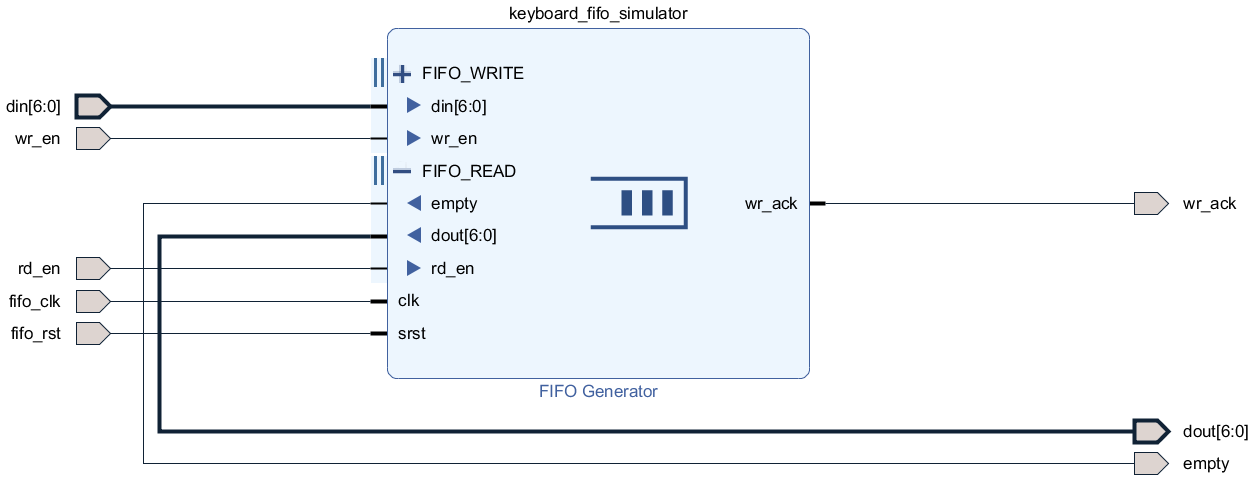 keyboard_fifo_simulator
FIFO_WRITE
din[6:0] din[6:0]
wr_en wr_en
FIFO_READ
empty wr_ack wr_ack
dout[6:0]
rd_en rd_en
fifo_clk clk
fifo_rst srst
FIFO Generator
dout[6:0]
empty